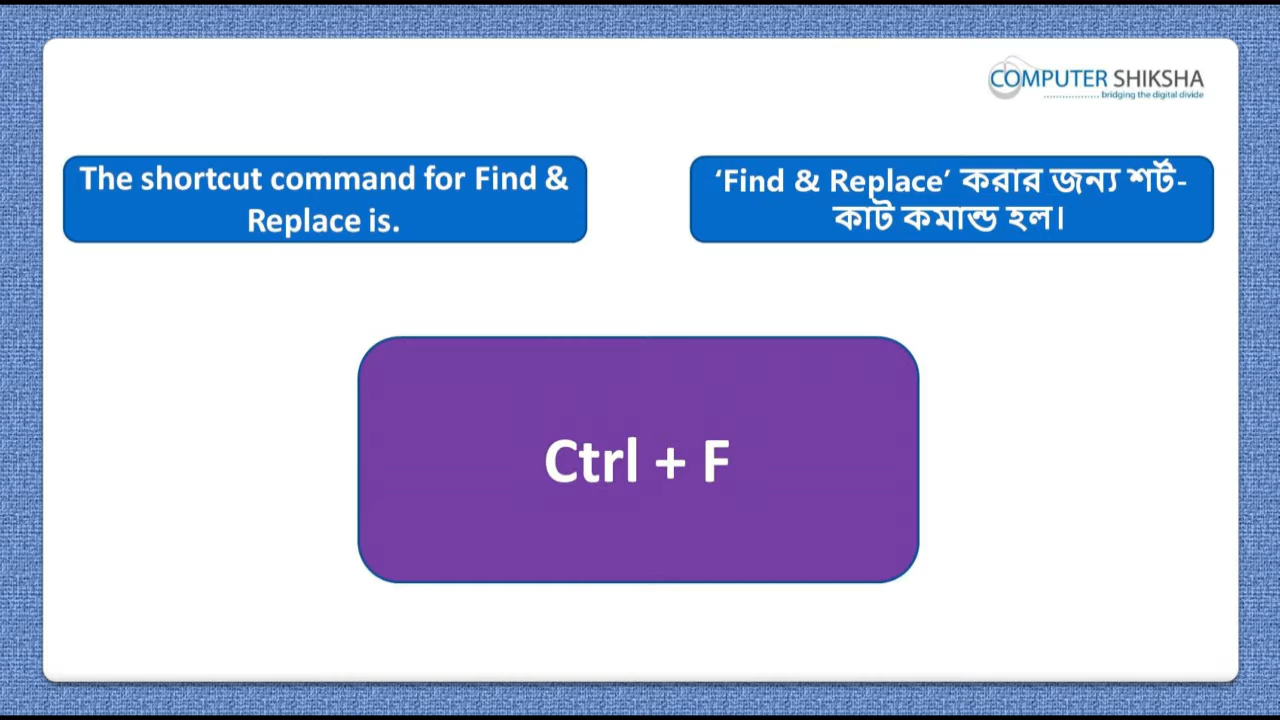 COMPUTER SHIKSHA
bridging the digital divide
The shortcut command for Find &
Replace is.
‘Find & Replace’ করার জন্য শর্ট-
কাট কমান্ড হল।
Ctrl + F